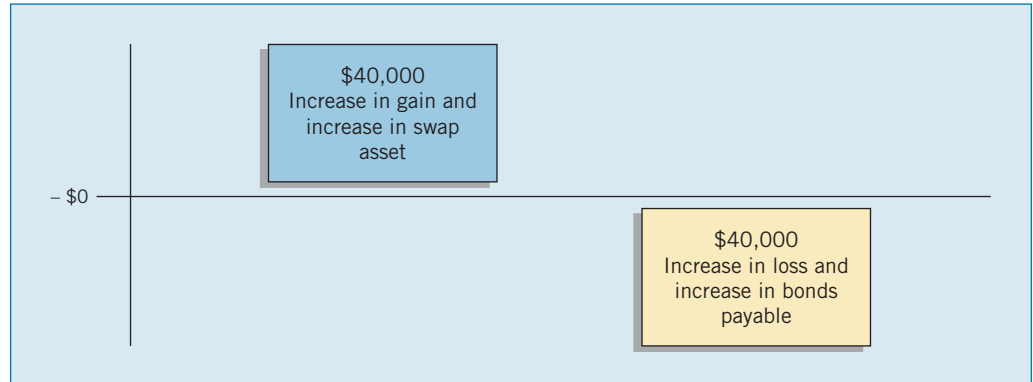 $40,000
Increase in gain and
increase in swap
asset
– $0
$40,000
Increase in loss and
increase in bonds
payable